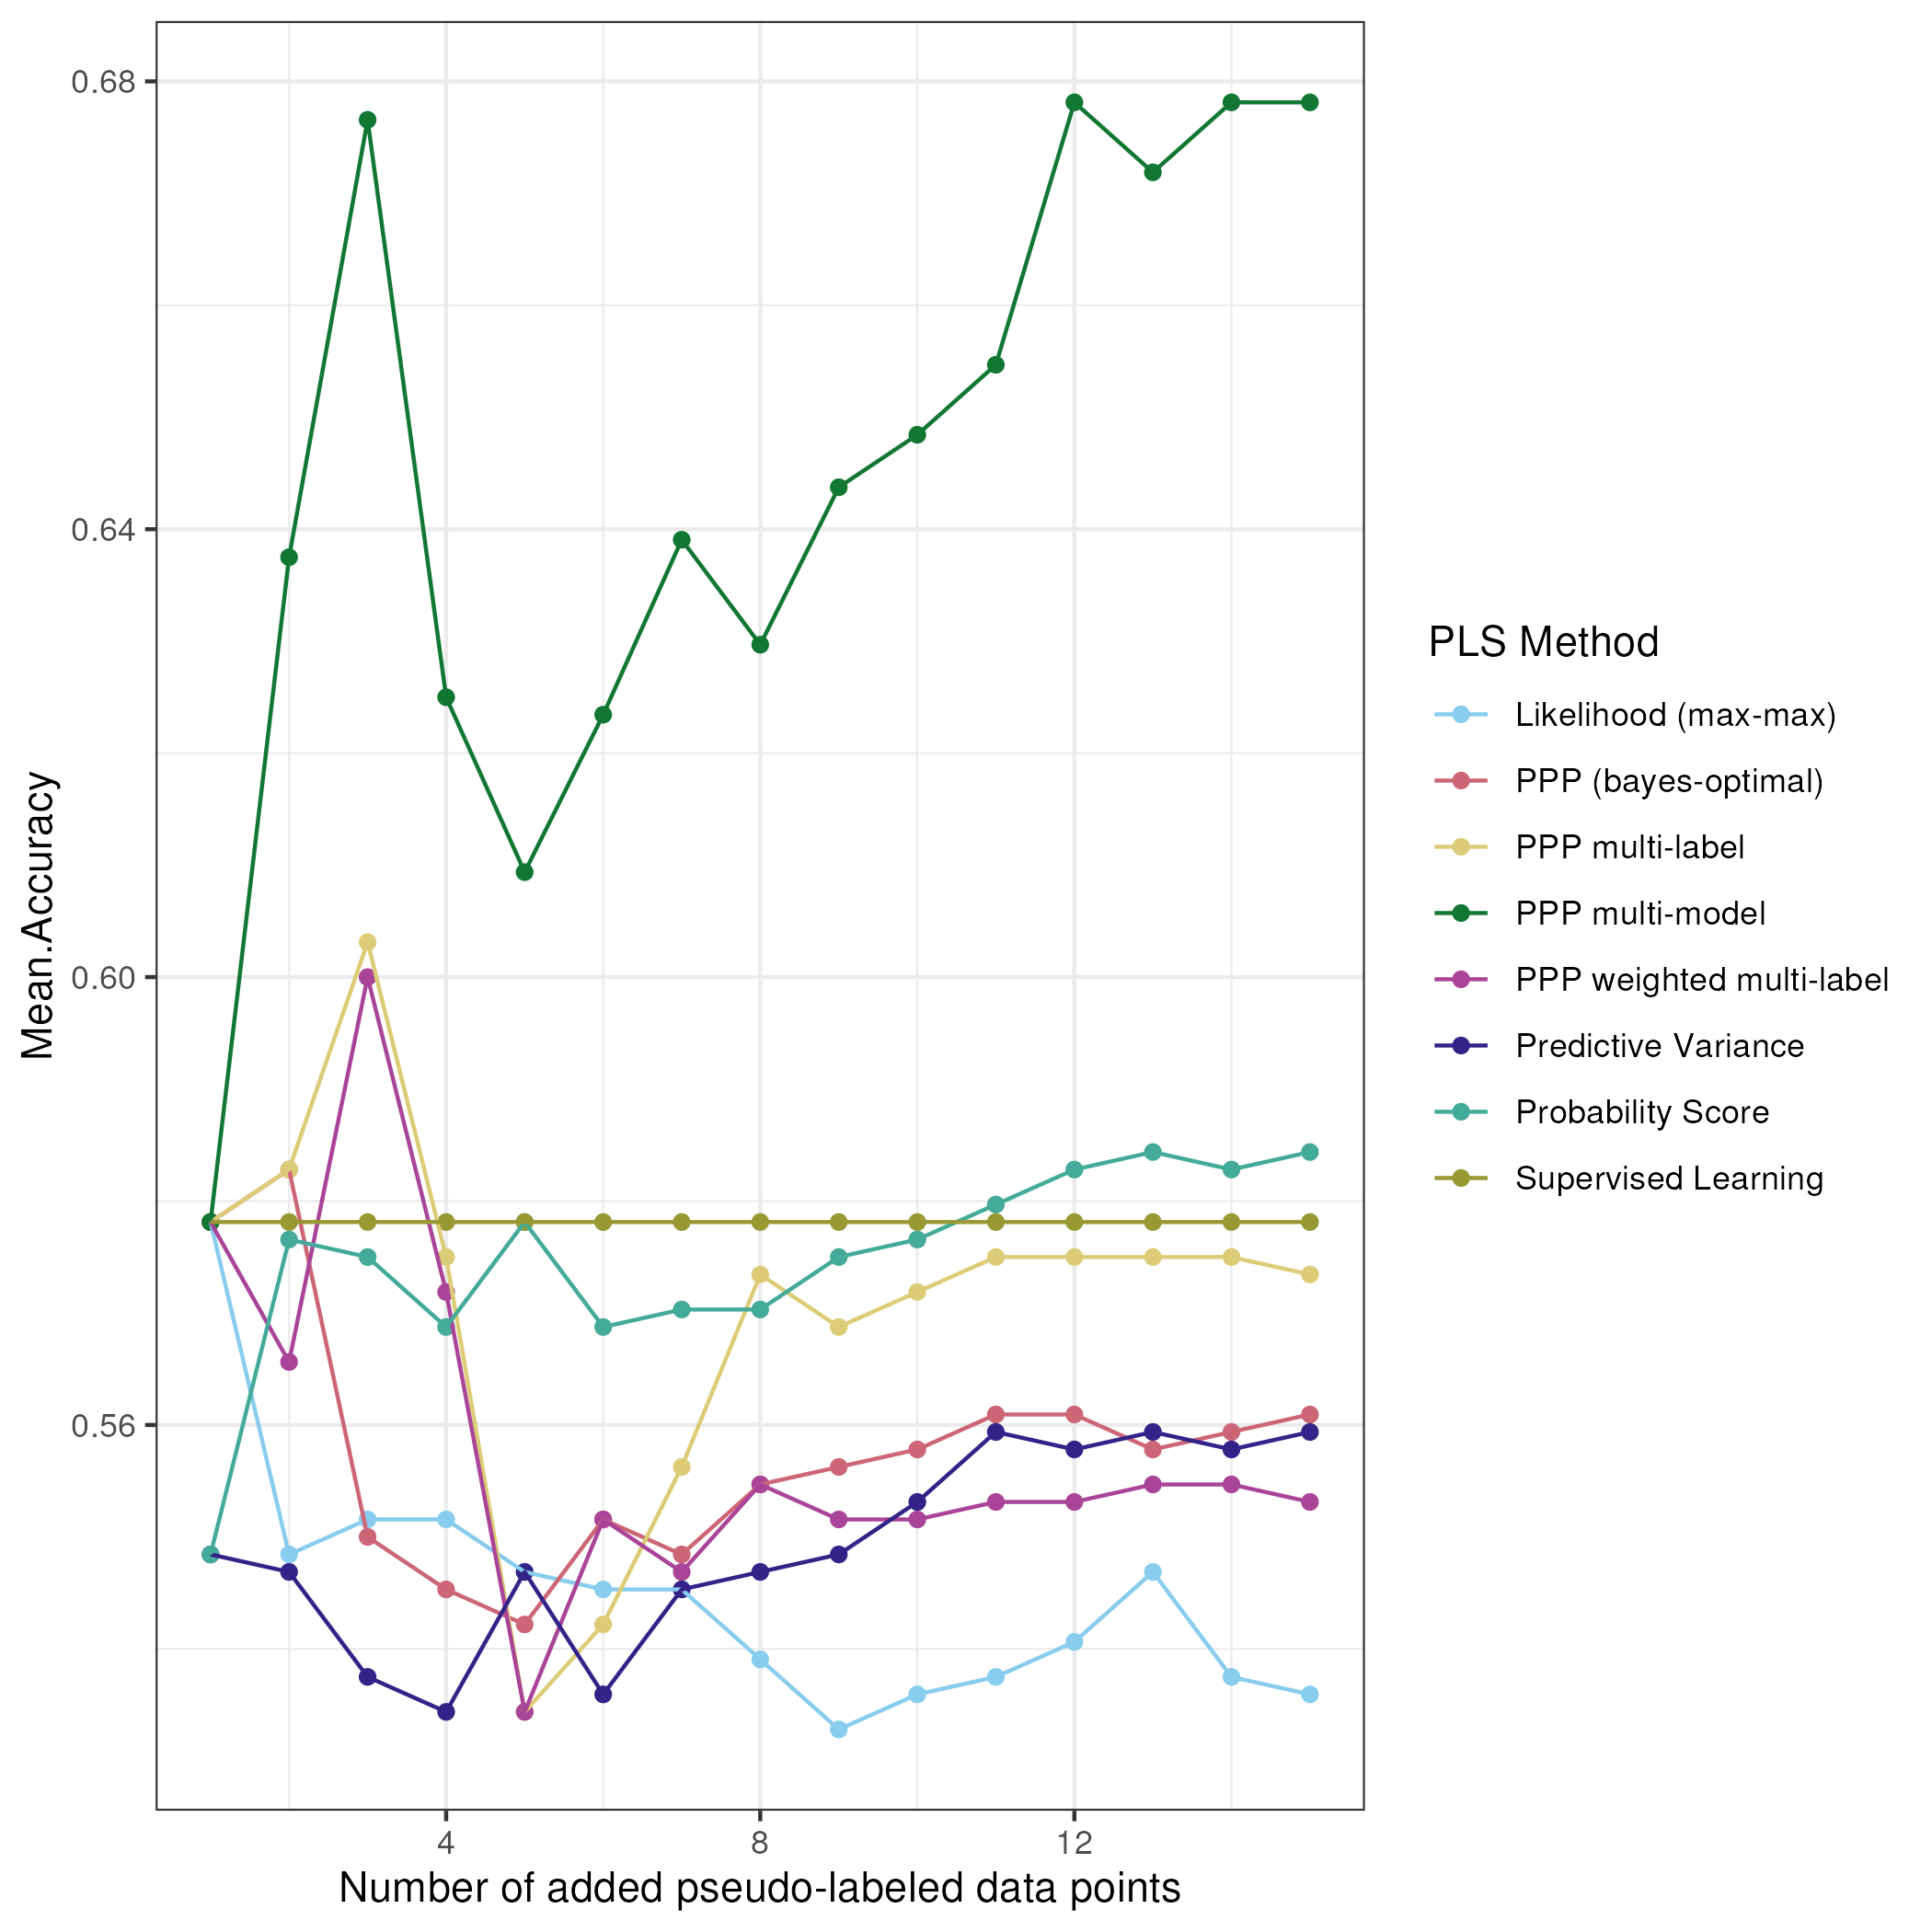 0.68
0.64
0.60
0.56
Mean.Accuracy
4
8
12
Number of added pseudo-labeled data points
PLS Method
Likelihood (max-max)
PPP (bayes-optimal)
PPP multi-label
PPP multi-model
PPP weighted multi-label
Predictive Variance
Probability Score
Supervised Learning